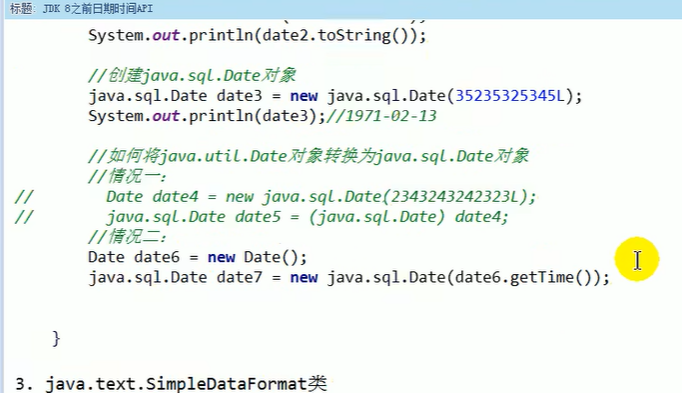 标题: JDK 8之前日期时间API
System.out.println(date2.toString());
//创建java.sql.Date对象
java.sql.Date date3 = new java.sql.Date(35235325345L);
System.out.println(date3);//1971-02-13
//如何将java.util.Date对象转换为java.sql.Date对象
//情况一:
// Date date4 = new java.sql.Date(2343243242323L);
// java.sql.Date date5 = (java.sql.Date) date4;
//情况二:
Date date6 = new Date();
java.sql.Date date7 = new java.sql.Date(date6.getTime());
}
3. java.text.SimpleDataFormat类